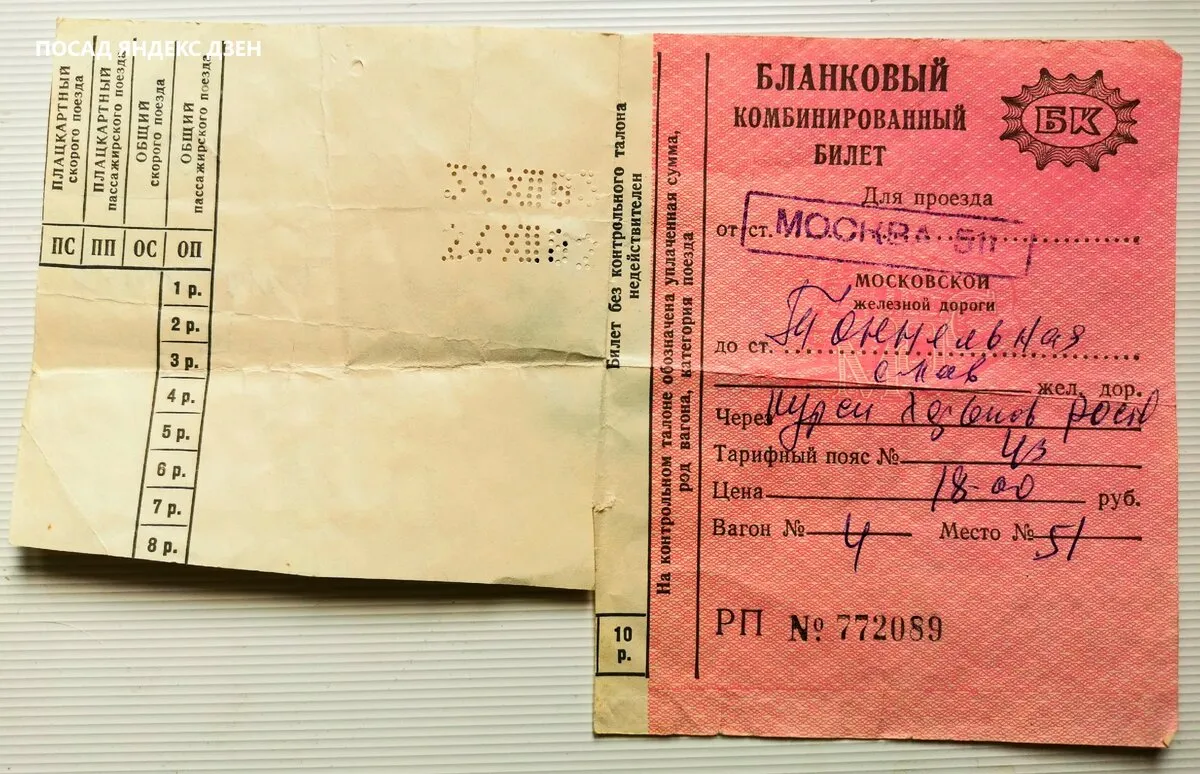 ПОСАД ЯНДЕКС ДЗЕН
ПЛАЦКАРТНЫЙ
скорого поезда
ПЛАЦКАРТНЫЙ
пассажирского поезда
ОБЩИЙ
скорого поезда
ОБЩИЙ
пассажирского поезда
ПС ПП ОС ОП
1 р.
2 р.
3 р.
4 р.
5 р.
6 р.
7 р.
8 р.
Билет без контрольного талона
недействителен
10
р.
На контрольном талоне обозначена уплаченная сумма,
род вагона, категория поезда
БЛАНКОВЫЙ
КОМБИНИРОВАННЫЙ
БИЛЕТ
БК
Для проезда
от ст. МОСКВА
МОСКОВСКОЙ
железной дороги
до ст. Тоннельная
жел. дор.
Через
Тарифный пояс № 43
Цена 18-00 руб.
Вагон № 4 Место № 51
РП № 772089